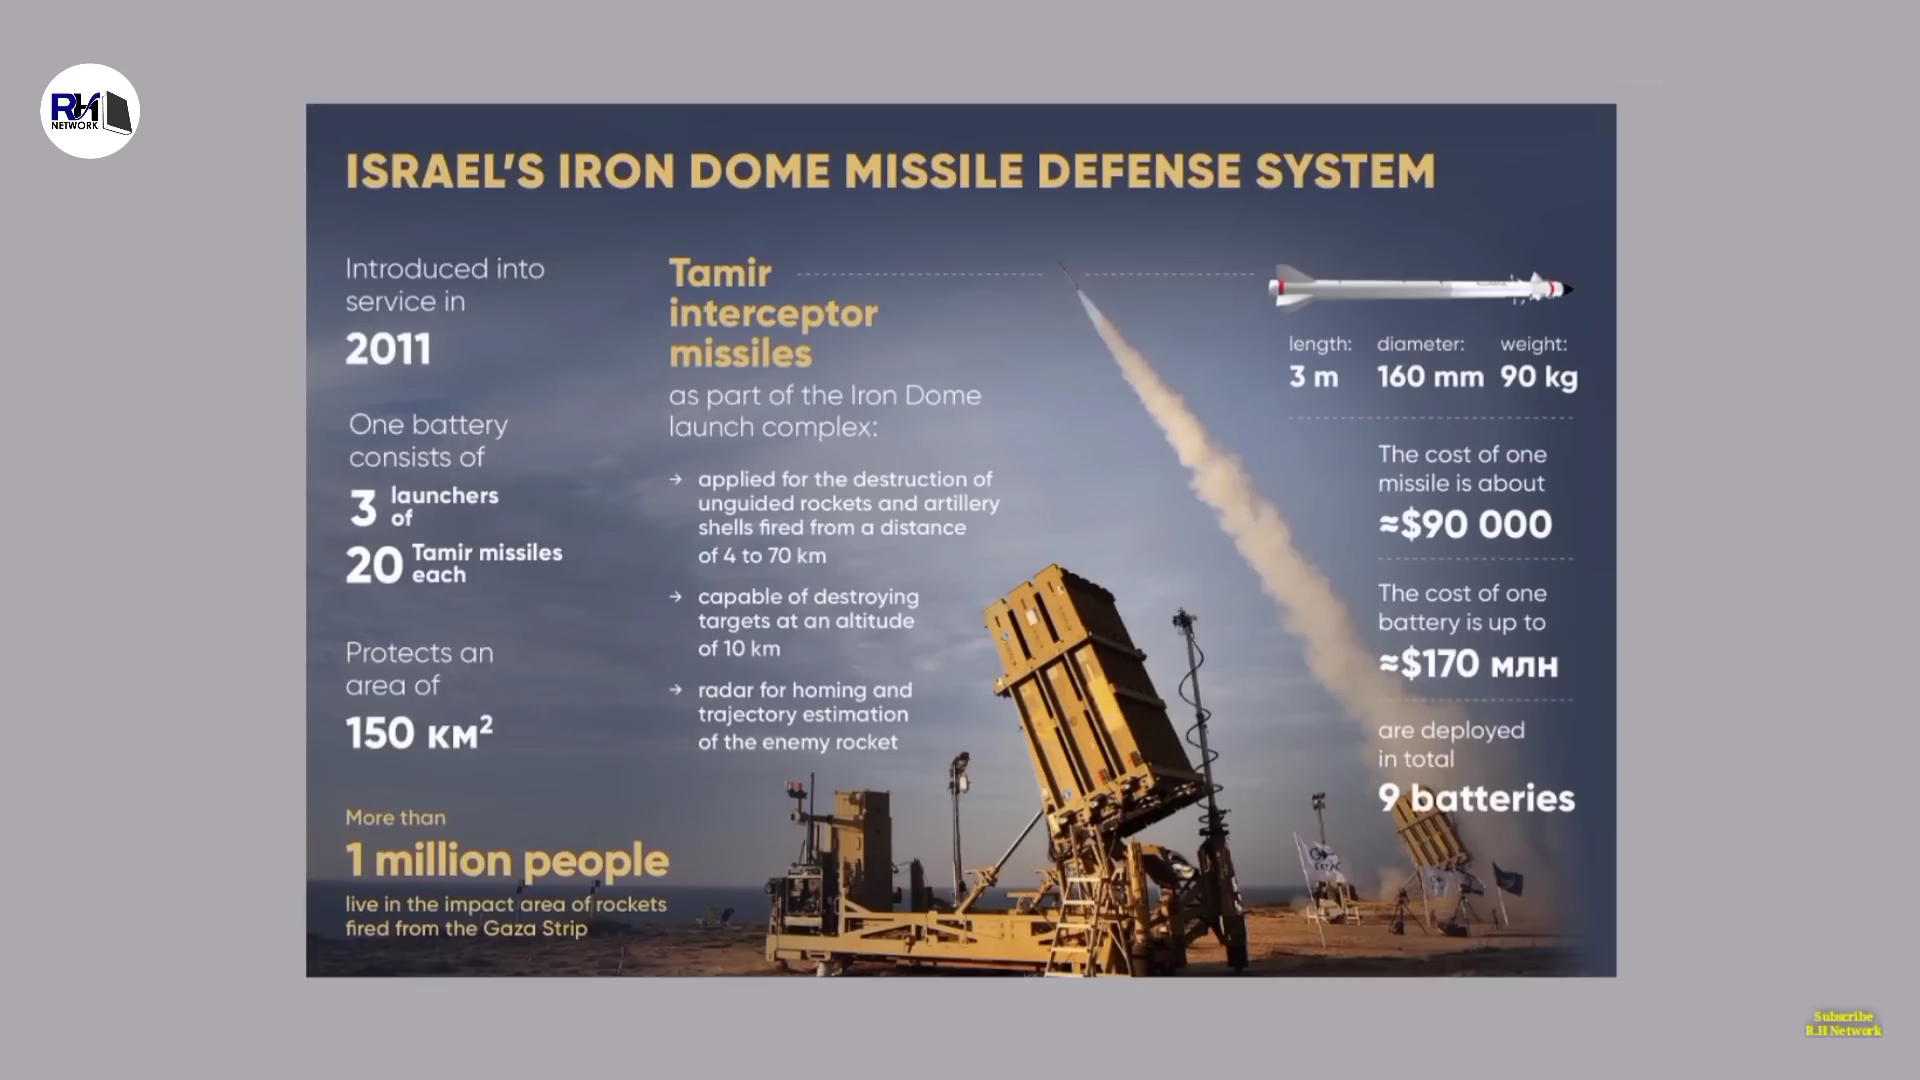 RH
NETWORK
ISRAEL'S IRON DOME MISSILE DEFENSE SYSTEM
Introduced into
service in
2011
One battery
consists of
3 launchers
of
20 Tamir missiles
each
Protects an
area of
150 км²
More than
1 million people
live in the impact area of rockets
fired from the Gaza Strip
Tamir
interceptor
missiles
as part of the Iron Dome
launch complex:
→ applied for the destruction of
unguided rockets and artillery
shells fired from a distance
of 4 to 70 km
→ capable of destroying
targets at an altitude
of 10 km
→ radar for homing and
trajectory estimation
of the enemy rocket
length: diameter: weight:
3 m 160 mm 90 kg
The cost of one
missile is about
≈$90 000
The cost of one
battery is up to
≈$170 млн
are deployed
in total
9 batteries
Subscribe
R.H Network